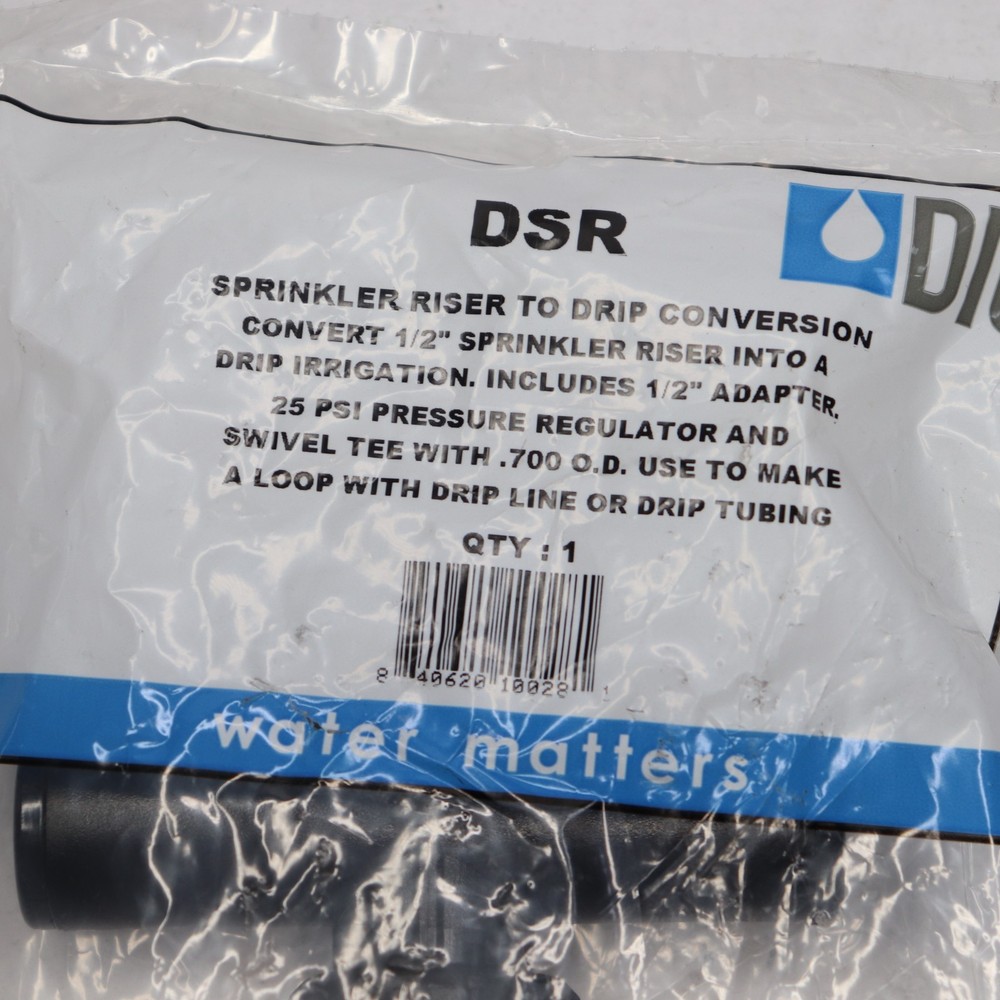 DSR
SPRINKLER RISER TO DRIP CONVERSION
CONVERT 1/2" SPRINKLER RISER INTO A
DRIP IRRIGATION. INCLUDES 1/2" ADAPTER,
25 PSI PRESSURE REGULATOR AND
SWIVEL TEE WITH .700 O.D. USE TO MAKE
A LOOP WITH DRIP LINE OR DRIP TUBING
QTY : 1
8 40620 10028 1
water matters